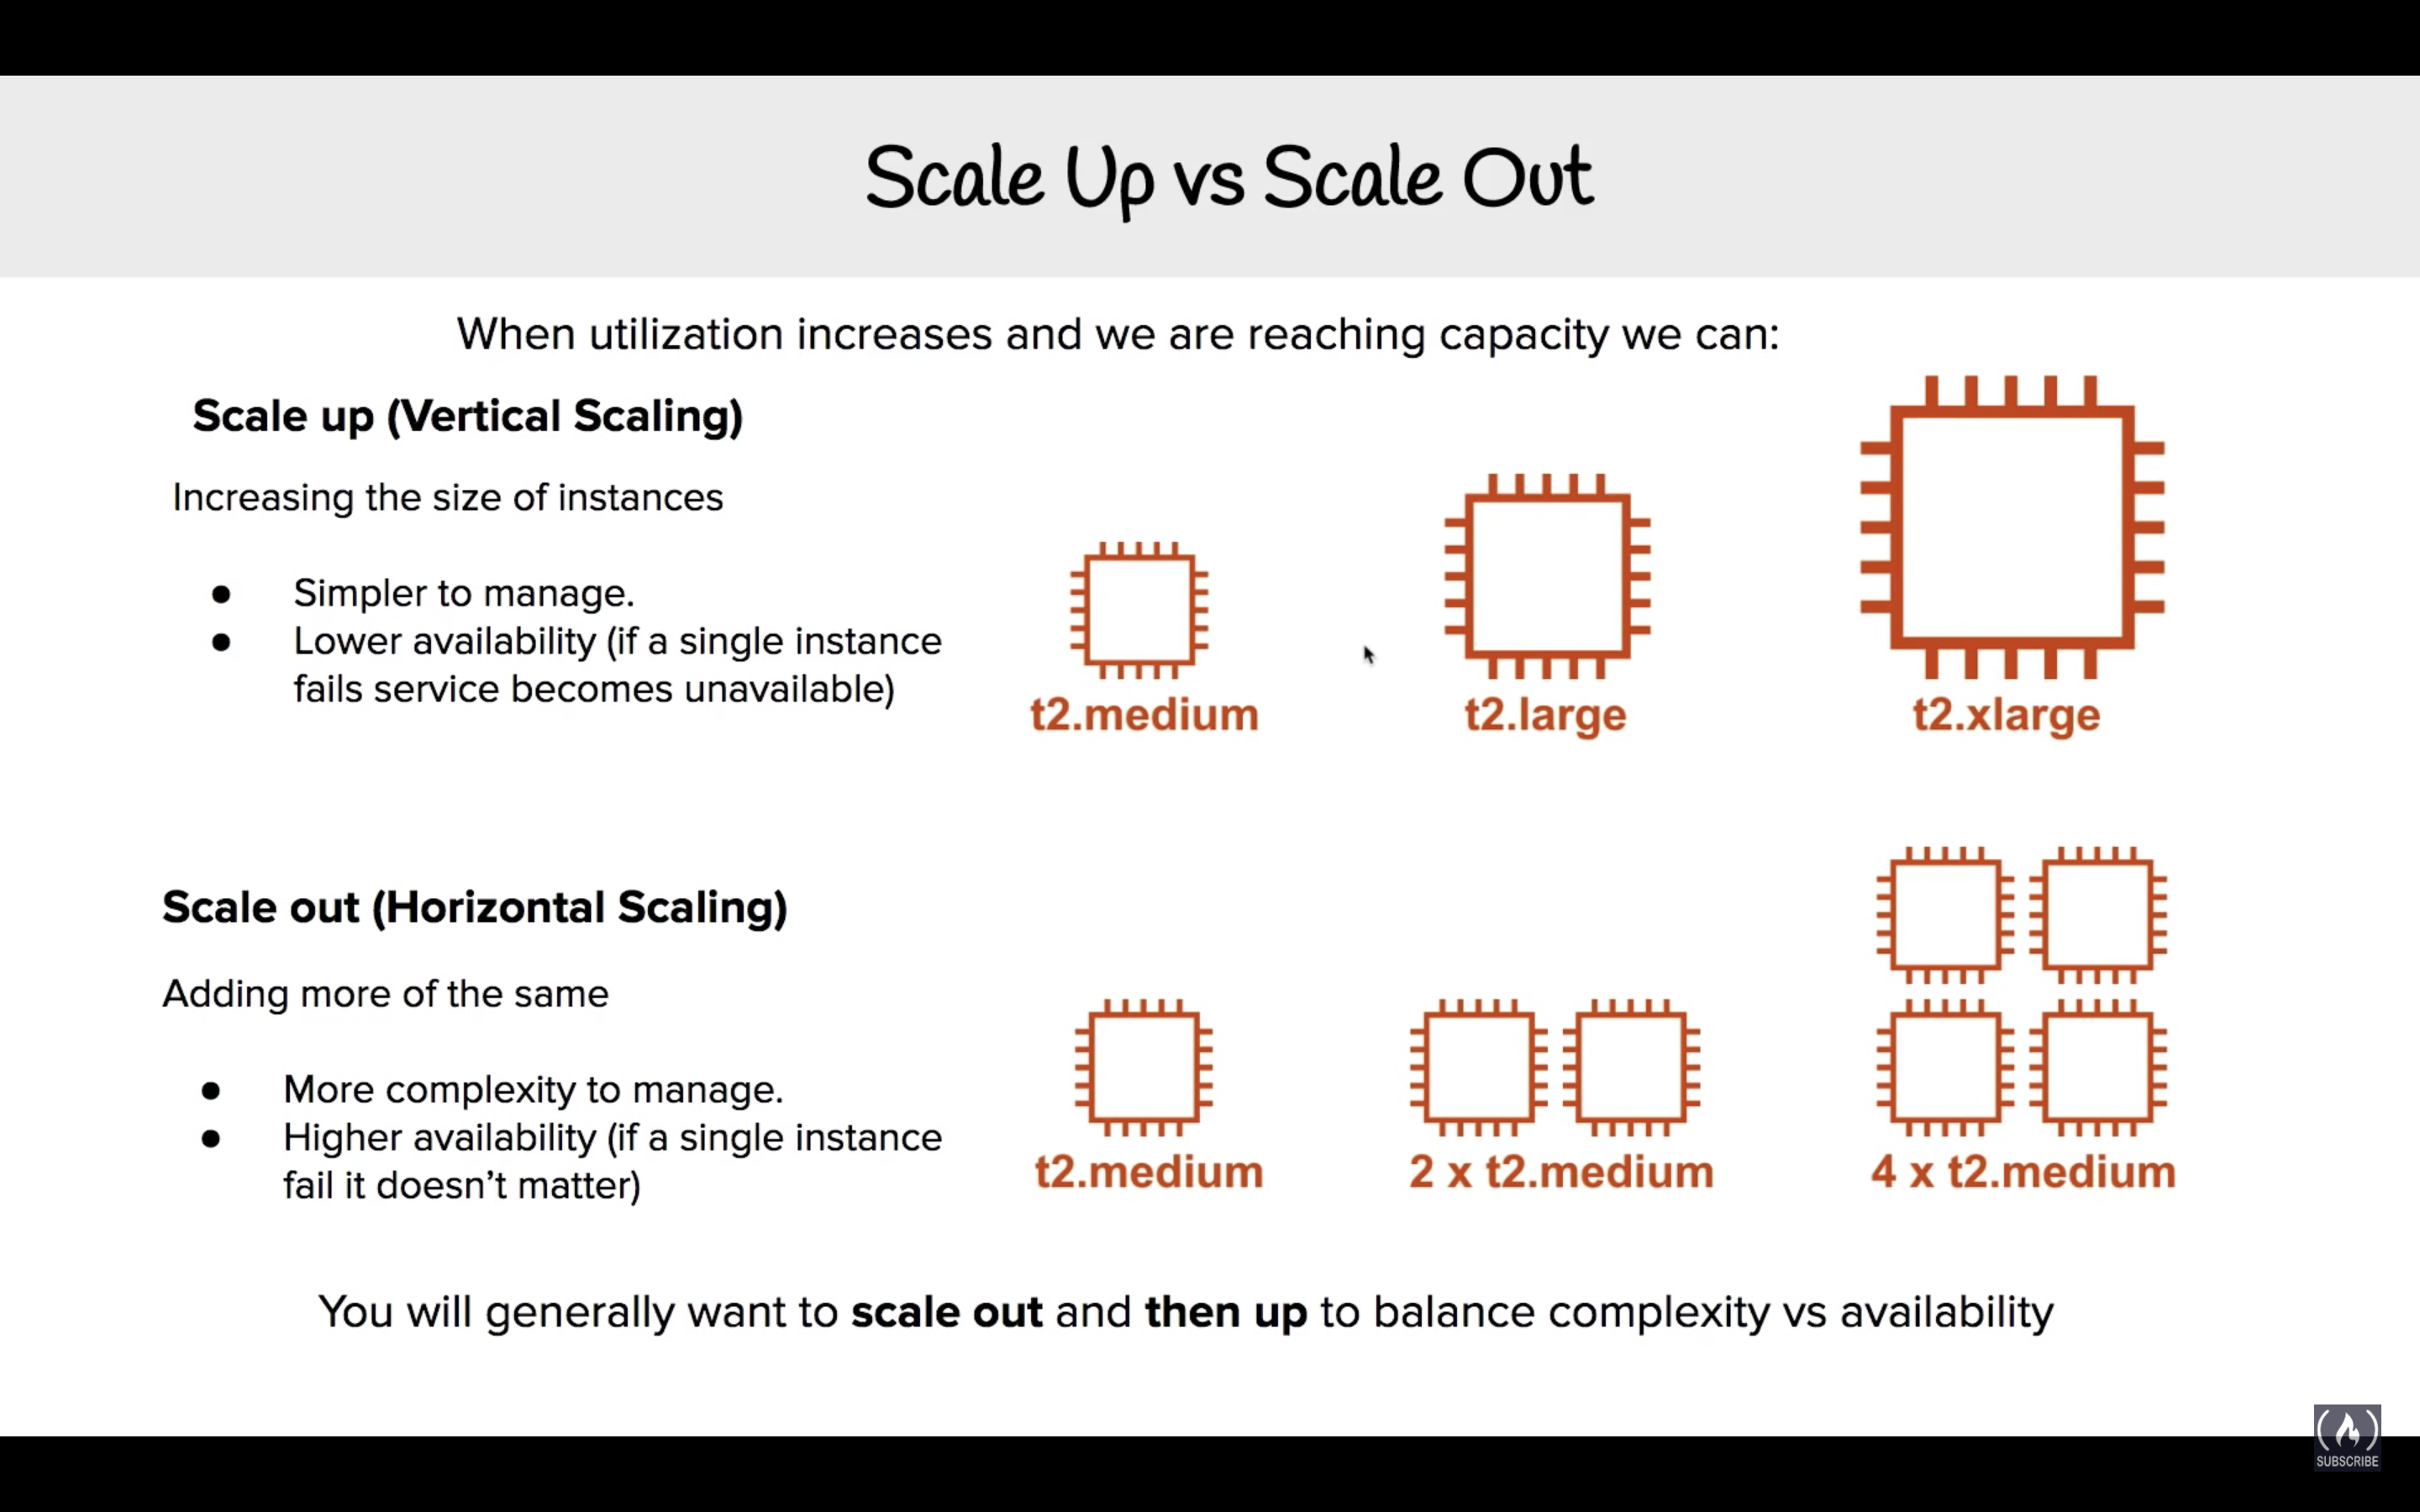 Scale Up vs Scale Out
When utilization increases and we are reaching capacity we can:
Scale up (Vertical Scaling)
Increasing the size of instances
● Simpler to manage.
● Lower availability (if a single instance
fails service becomes unavailable)
t2.medium
t2.large
t2.xlarge
Scale out (Horizontal Scaling)
Adding more of the same
● More complexity to manage.
● Higher availability (if a single instance
fail it doesn’t matter)
t2.medium
2 x t2.medium
4 x t2.medium
You will generally want to scale out and then up to balance complexity vs availability
SUBSCRIBE